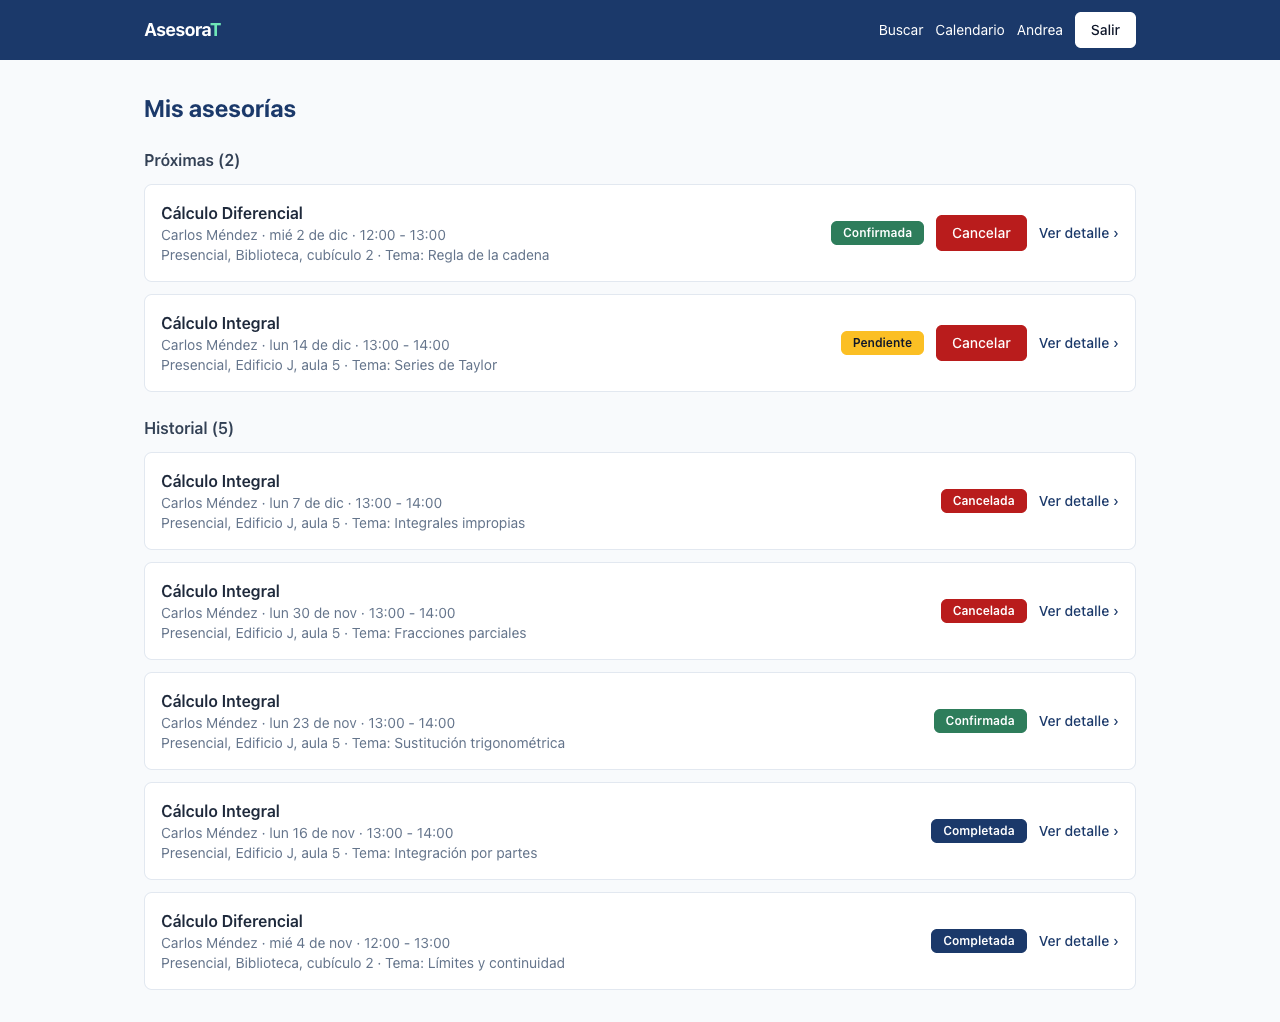 AsesoraT
Buscar Calendario Andrea Salir
Mis asesorías
Próximas (2)
Cálculo Diferencial
Carlos Méndez · mié 2 de dic · 12:00 - 13:00
Presencial, Biblioteca, cubículo 2 · Tema: Regla de la cadena
Confirmada Cancelar Ver detalle ›
Cálculo Integral
Carlos Méndez · lun 14 de dic · 13:00 - 14:00
Presencial, Edificio J, aula 5 · Tema: Series de Taylor
Pendiente Cancelar Ver detalle ›
Historial (5)
Cálculo Integral
Carlos Méndez · lun 7 de dic · 13:00 - 14:00
Presencial, Edificio J, aula 5 · Tema: Integrales impropias
Cancelada Ver detalle ›
Cálculo Integral
Carlos Méndez · lun 30 de nov · 13:00 - 14:00
Presencial, Edificio J, aula 5 · Tema: Fracciones parciales
Cancelada Ver detalle ›
Cálculo Integral
Carlos Méndez · lun 23 de nov · 13:00 - 14:00
Presencial, Edificio J, aula 5 · Tema: Sustitución trigonométrica
Confirmada Ver detalle ›
Cálculo Integral
Carlos Méndez · lun 16 de nov · 13:00 - 14:00
Presencial, Edificio J, aula 5 · Tema: Integración por partes
Completada Ver detalle ›
Cálculo Diferencial
Carlos Méndez · mié 4 de nov · 12:00 - 13:00
Presencial, Biblioteca, cubículo 2 · Tema: Límites y continuidad
Completada Ver detalle ›